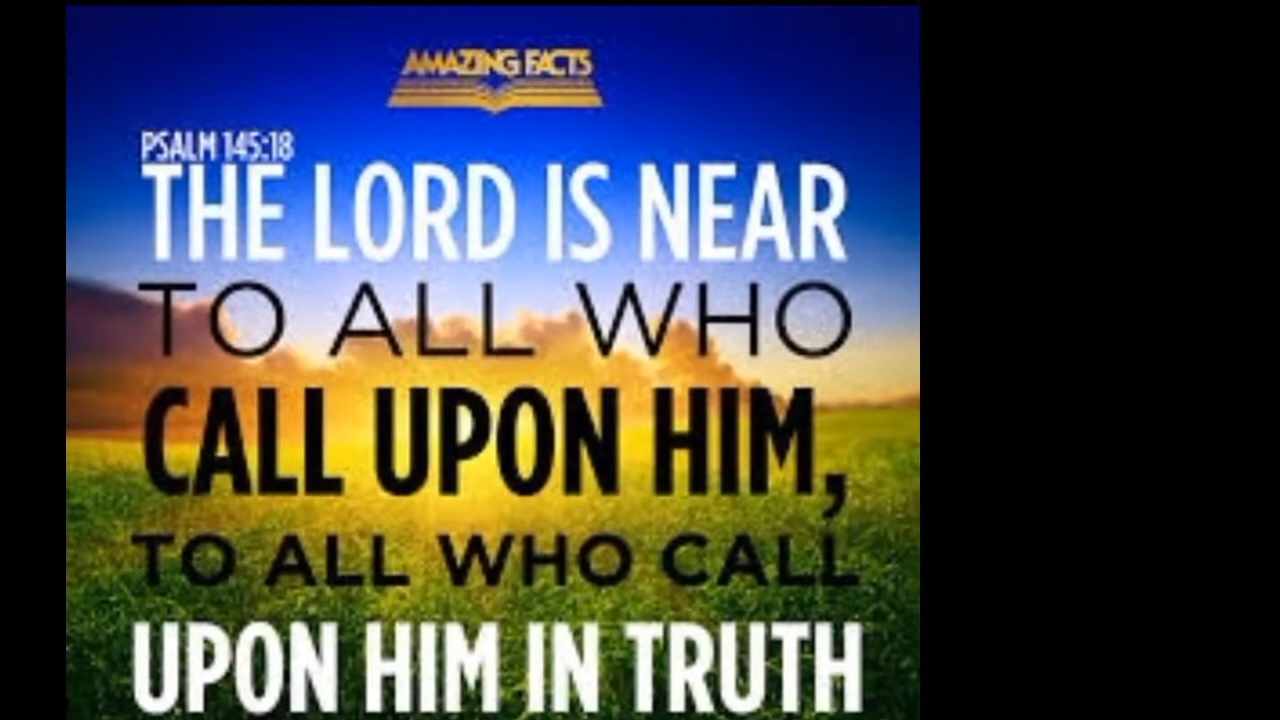 AMAZING FACTS
PSALM 145:18
THE LORD IS NEAR
TO ALL WHO
CALL UPON HIM,
TO ALL WHO CALL
UPON HIM IN TRUTH